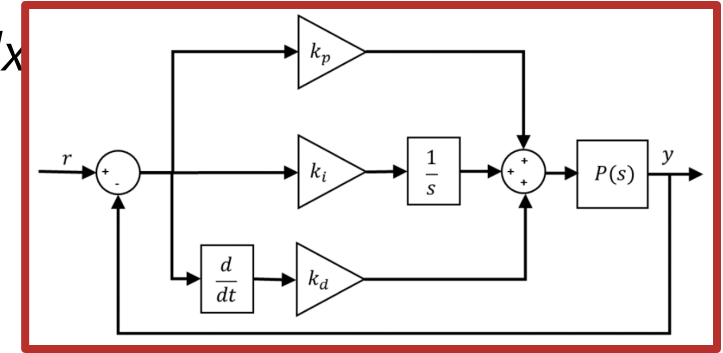 x
k_p
r
+
-
k_i
1
s
+
+
+
P(s)
y
d
dt
k_d